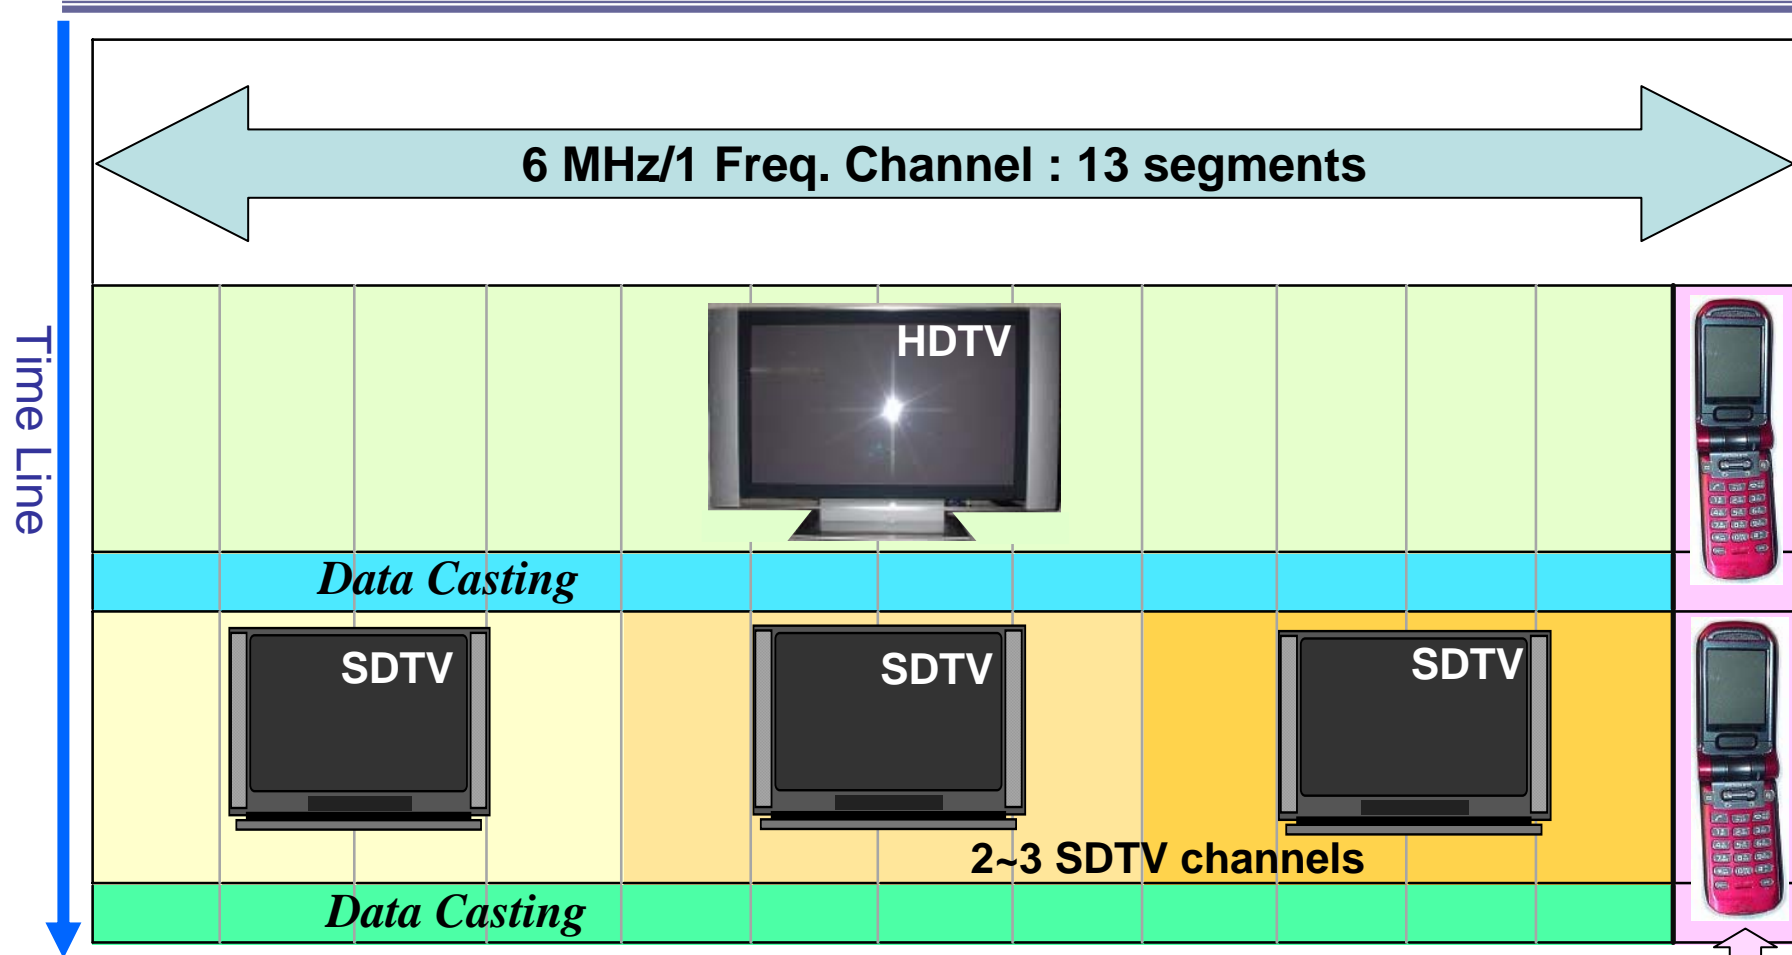 6 MHz/1 Freq. Channel : 13 segments
Time Line
HDTV
Data Casting
SDTV
SDTV
SDTV
2~3 SDTV channels
Data Casting